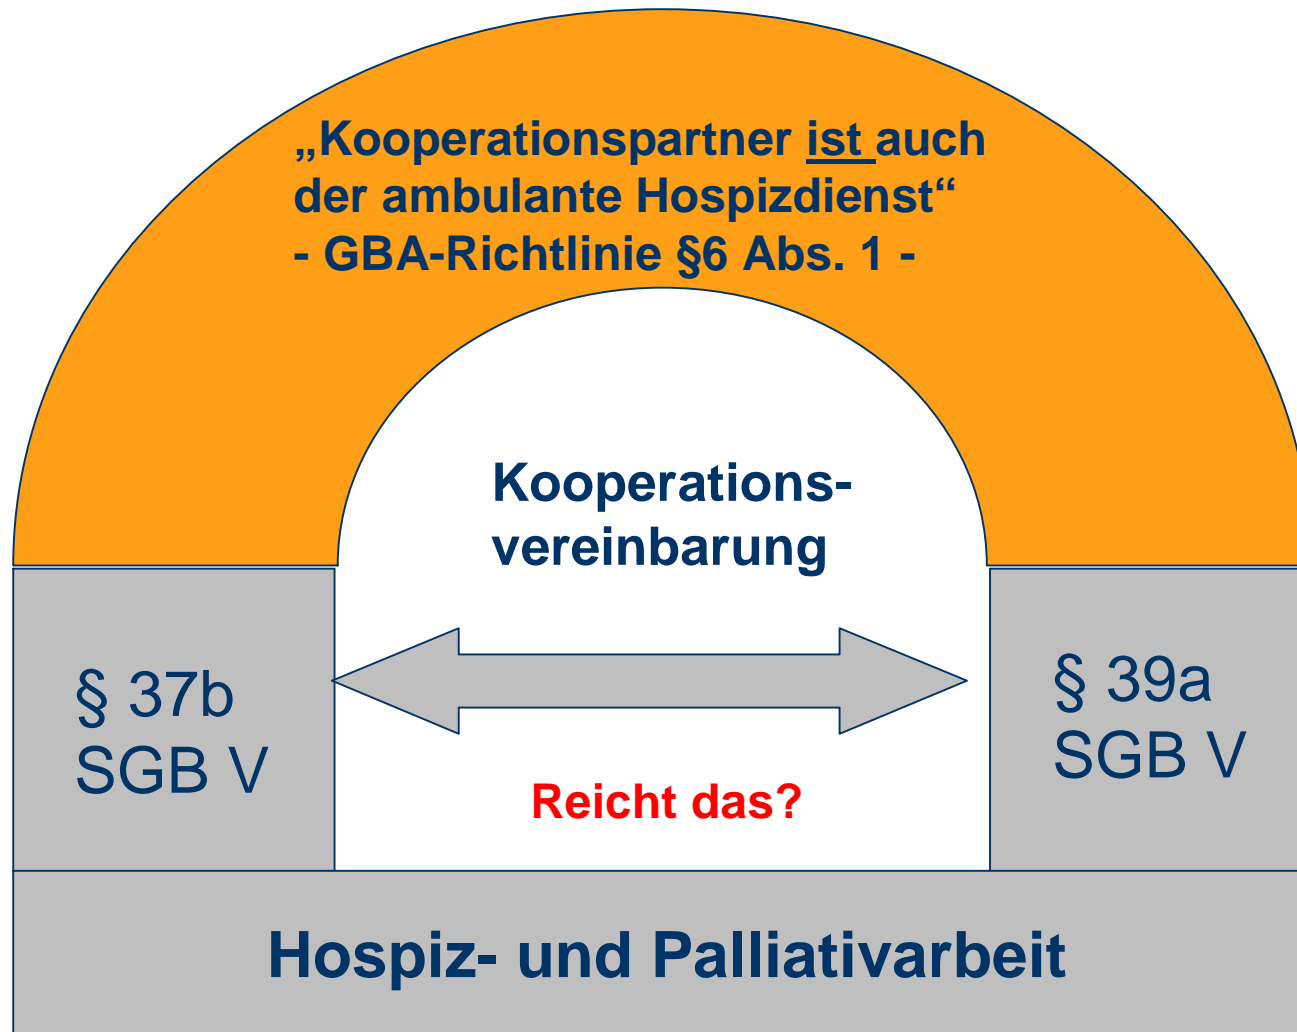 „Kooperationspartner ist auch
der ambulante Hospizdienst“
- GBA-Richtlinie §6 Abs. 1 -
Kooperations-
vereinbarung
§ 37b
SGB V
§ 39a
SGB V
Reicht das?
Hospiz- und Palliativarbeit